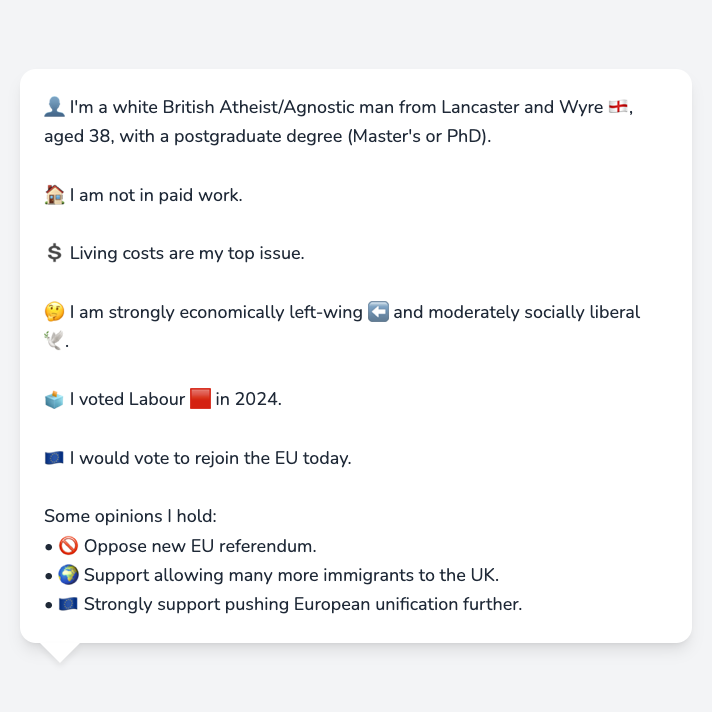 👤 I'm a white British Atheist/Agnostic man from Lancaster and Wyre 🏴󠁧󠁢󠁥󠁮󠁧󠁿,
aged 38, with a postgraduate degree (Master's or PhD).
🏠 I am not in paid work.
💲 Living costs are my top issue.
🤔 I am strongly economically left-wing ⬅️ and moderately socially liberal
🕊️.
🗳️ I voted Labour 🟥 in 2024.
🇪🇺 I would vote to rejoin the EU today.
Some opinions I hold:
• 🚫 Oppose new EU referendum.
• 🌍 Support allowing many more immigrants to the UK.
• 🇪🇺 Strongly support pushing European unification further.